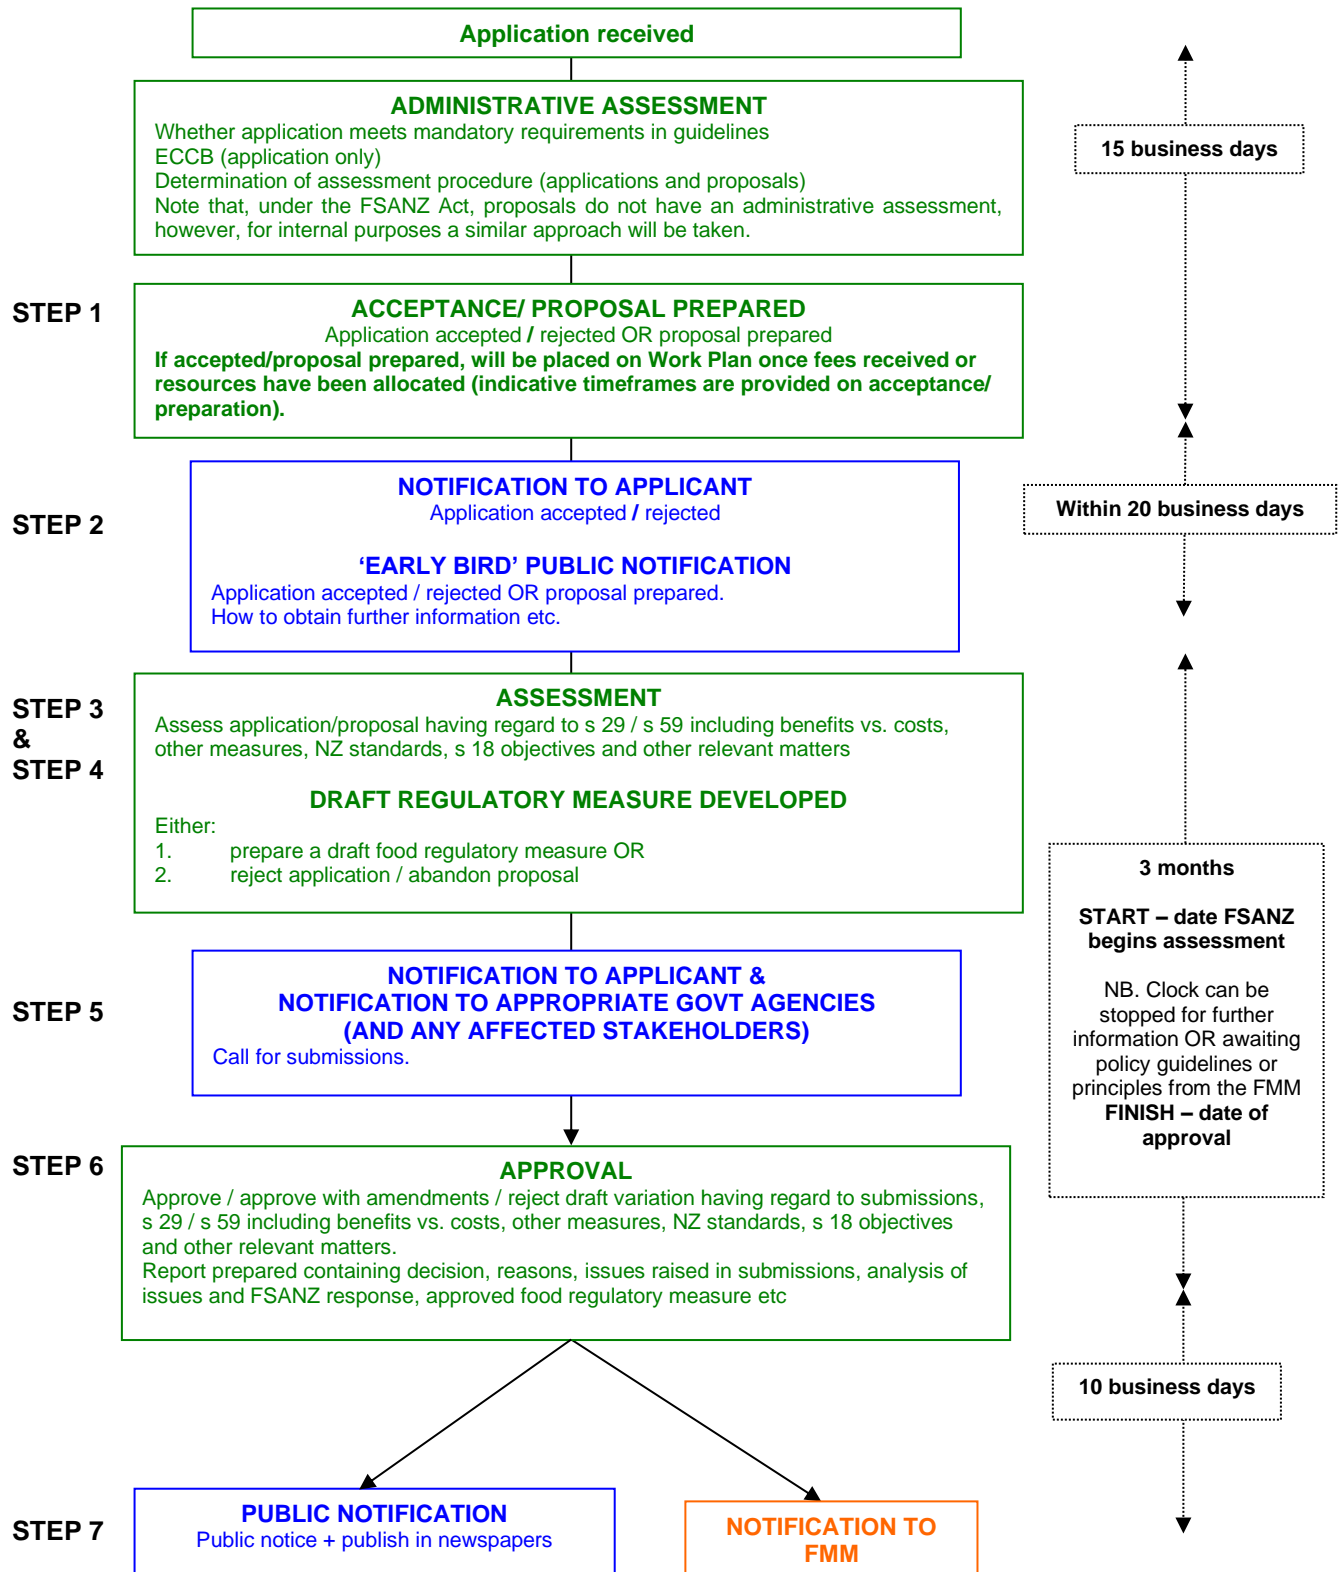 Application received
ADMINISTRATIVE ASSESSMENT
Whether application meets mandatory requirements in guidelines
ECCB (application only)
Determination of assessment procedure (applications and proposals)
Note that, under the FSANZ Act, proposals do not have an administrative assessment,
however, for internal purposes a similar approach will be taken.
15 business days
STEP 1
ACCEPTANCE/ PROPOSAL PREPARED
Application accepted / rejected OR proposal prepared
If accepted/proposal prepared, will be placed on Work Plan once fees received or
resources have been allocated (indicative timeframes are provided on acceptance/
preparation).
STEP 2
NOTIFICATION TO APPLICANT
Application accepted / rejected
‘EARLY BIRD’ PUBLIC NOTIFICATION
Application accepted / rejected OR proposal prepared.
How to obtain further information etc.
Within 20 business days
STEP 3
&
STEP 4
ASSESSMENT
Assess application/proposal having regard to s 29 / s 59 including benefits vs. costs,
other measures, NZ standards, s 18 objectives and other relevant matters
DRAFT REGULATORY MEASURE DEVELOPED
Either:
1. prepare a draft food regulatory measure OR
2. reject application / abandon proposal
3 months
START – date FSANZ
begins assessment
NB. Clock can be
stopped for further
information OR awaiting
policy guidelines or
principles from the FMM
FINISH – date of
approval
STEP 5
NOTIFICATION TO APPLICANT &
NOTIFICATION TO APPROPRIATE GOVT AGENCIES
(AND ANY AFFECTED STAKEHOLDERS)
Call for submissions.
STEP 6
APPROVAL
Approve / approve with amendments / reject draft variation having regard to submissions,
s 29 / s 59 including benefits vs. costs, other measures, NZ standards, s 18 objectives
and other relevant matters.
Report prepared containing decision, reasons, issues raised in submissions, analysis of
issues and FSANZ response, approved food regulatory measure etc
10 business days
STEP 7
PUBLIC NOTIFICATION
Public notice + publish in newspapers
NOTIFICATION TO
FMM